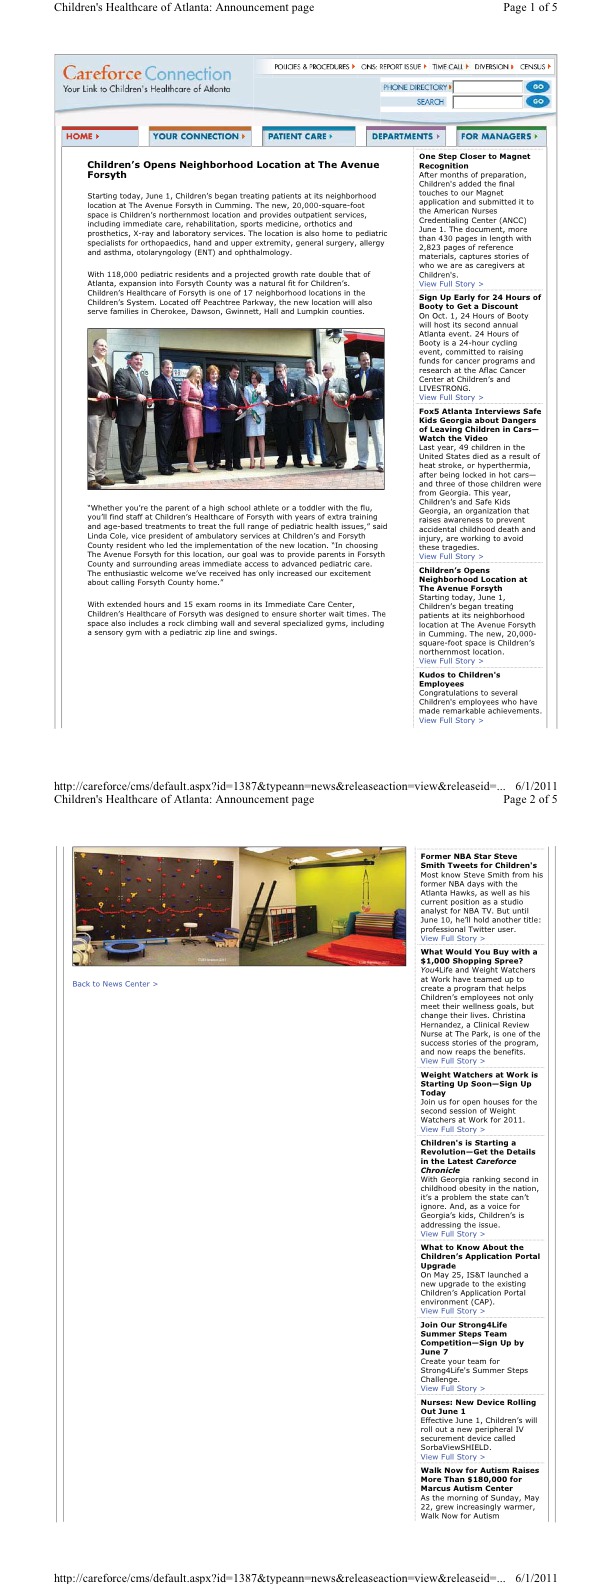 Children's Healthcare of Atlanta: Announcement page Page 1 of 5
POLICIES & PROCEDURES ONS: REPORT ISSUE TIME CALL DIVERSION CENSUS
Careforce Connection
Your Link to Children's Healthcare of Atlanta
PHONE DIRECTORY GO
SEARCH GO
HOME YOUR CONNECTION PATIENT CARE DEPARTMENTS FOR MANAGERS
Children’s Opens Neighborhood Location at The Avenue
Forsyth
Starting today, June 1, Children’s began treating patients at its neighborhood
location at The Avenue Forsyth in Cumming. The new, 20,000-square-foot
space is Children’s northernmost location and provides outpatient services,
including immediate care, rehabilitation, sports medicine, orthotics and
prosthetics, X-ray and laboratory services. The location is also home to pediatric
specialists for orthopaedics, hand and upper extremity, general surgery, allergy
and asthma, otolaryngology (ENT) and ophthalmology.
With 118,000 pediatric residents and a projected growth rate double that of
Atlanta, expansion into Forsyth County was a natural fit for Children’s.
Children’s Healthcare of Forsyth is one of 17 neighborhood locations in the
Children’s System. Located off Peachtree Parkway, the new location will also
serve families in Cherokee, Dawson, Gwinnett, Hall and Lumpkin counties.
“Whether you’re the parent of a high school athlete or a toddler with the flu,
you’ll find staff at Children’s Healthcare of Forsyth with years of extra training
and age-based treatments to treat the full range of pediatric health issues,” said
Linda Cole, vice president of ambulatory services at Children’s and Forsyth
County resident who led the implementation of the new location. “In choosing
The Avenue Forsyth for this location, our goal was to provide parents in Forsyth
County and surrounding areas immediate access to advanced pediatric care.
The enthusiastic welcome we’ve received has only increased our excitement
about calling Forsyth County home.”
With extended hours and 15 exam rooms in its Immediate Care Center,
Children’s Healthcare of Forsyth was designed to ensure shorter wait times. The
space also includes a rock climbing wall and several specialized gyms, including
a sensory gym with a pediatric zip line and swings.
One Step Closer to Magnet
Recognition
After months of preparation,
Children's added the final
touches to our Magnet
application and submitted it to
the American Nurses
Credentialing Center (ANCC)
June 1. The document, more
than 430 pages in length with
2,823 pages of reference
materials, captures stories of
who we are as caregivers at
Children's.
View Full Story >
Sign Up Early for 24 Hours of
Booty to Get a Discount
On Oct. 1, 24 Hours of Booty
will host its second annual
Atlanta event. 24 Hours of
Booty is a 24-hour cycling
event, committed to raising
funds for cancer programs and
research at the Aflac Cancer
Center at Children’s and
LIVESTRONG.
View Full Story >
Fox5 Atlanta Interviews Safe
Kids Georgia about Dangers
of Leaving Children in Cars—
Watch the Video
Last year, 49 children in the
United States died as a result of
heat stroke, or hyperthermia,
after being locked in hot cars—
and three of those children were
from Georgia. This year,
Children’s and Safe Kids
Georgia, an organization that
raises awareness to prevent
accidental childhood death and
injury, are working to avoid
these tragedies.
View Full Story >
Children’s Opens
Neighborhood Location at
The Avenue Forsyth
Starting today, June 1,
Children’s began treating
patients at its neighborhood
location at The Avenue Forsyth
in Cumming. The new, 20,000-
square-foot space is Children’s
northernmost location.
View Full Story >
Kudos to Children's
Employees
Congratulations to several
Children's employees who have
made remarkable achievements.
View Full Story >
http://careforce/cms/default.aspx?id=1387&typeann=news&releaseaction=view&releaseid=... 6/1/2011
Children's Healthcare of Atlanta: Announcement page Page 2 of 5
Back to News Center >
Former NBA Star Steve
Smith Tweets for Children's
Most know Steve Smith from his
former NBA days with the
Atlanta Hawks, as well as his
current position as a studio
analyst for NBA TV. But until
June 10, he’ll hold another title:
professional Twitter user.
View Full Story >
What Would You Buy with a
$1,000 Shopping Spree?
You4Life and Weight Watchers
at Work have teamed up to
create a program that helps
Children’s employees not only
meet their wellness goals, but
change their lives. Christina
Hernandez, a Clinical Review
Nurse at The Park, is one of the
success stories of the program,
and now reaps the benefits.
View Full Story >
Weight Watchers at Work is
Starting Up Soon—Sign Up
Today
Join us for open houses for the
second session of Weight
Watchers at Work for 2011.
View Full Story >
Children's is Starting a
Revolution—Get the Details
in the Latest Careforce
Chronicle
With Georgia ranking second in
childhood obesity in the nation,
it’s a problem the state can’t
ignore. And, as a voice for
Georgia’s kids, Children’s is
addressing the issue.
View Full Story >
What to Know About the
Children’s Application Portal
Upgrade
On May 25, IS&T launched a
new upgrade to the existing
Children’s Application Portal
environment (CAP).
View Full Story >
Join Our Strong4Life
Summer Steps Team
Competition—Sign Up by
June 7
Create your team for
Strong4Life's Summer Steps
Challenge.
View Full Story >
Nurses: New Device Rolling
Out June 1
Effective June 1, Children’s will
roll out a new peripheral IV
securement device called
SorbaViewSHIELD.
View Full Story >
Walk Now for Autism Raises
More Than $180,000 for
Marcus Autism Center
As the morning of Sunday, May
22, grew increasingly warmer,
Walk Now for Autism
http://careforce/cms/default.aspx?id=1387&typeann=news&releaseaction=view&releaseid=... 6/1/2011